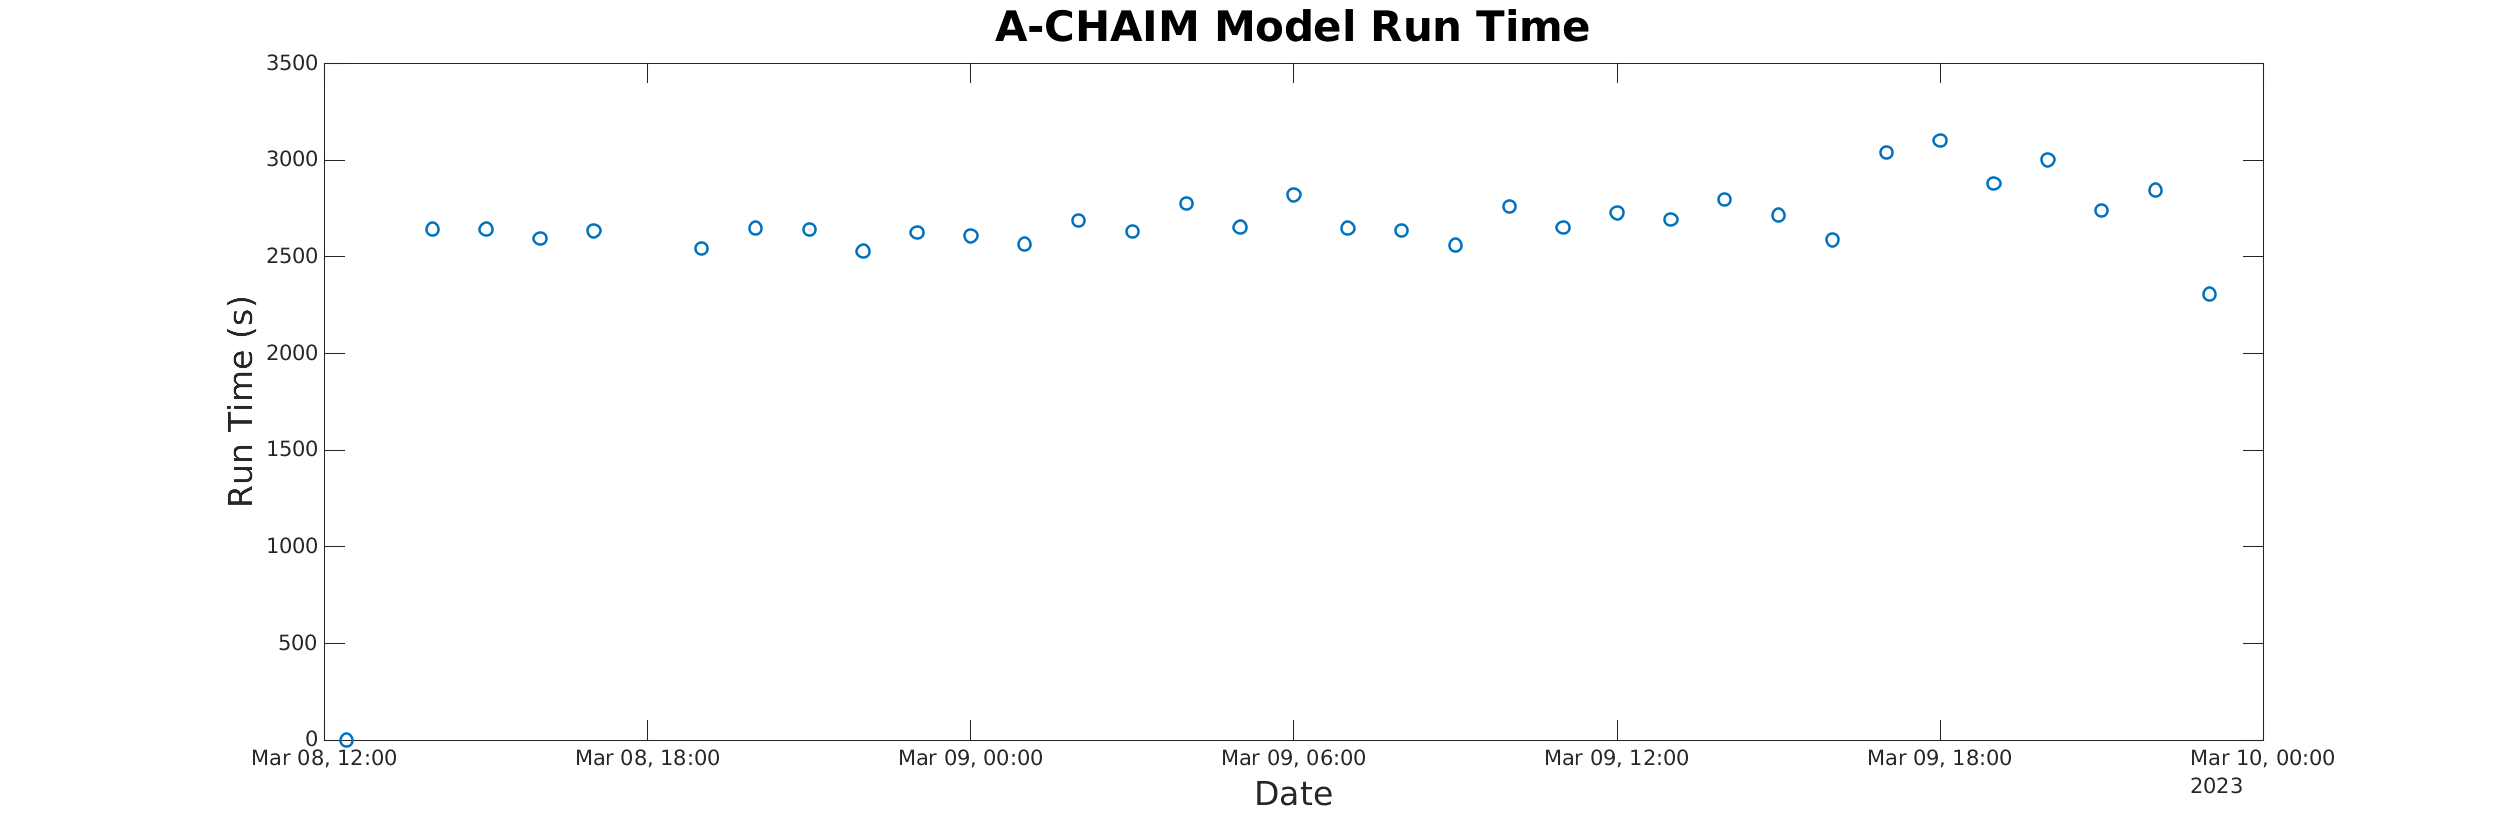 A-CHAIM Model Run Time
3500
3000
2500
2000
1500
1000
500
0
Run Time (s)
Mar 08, 12:00
Mar 08, 18:00
Mar 09, 00:00
Mar 09, 06:00
Mar 09, 12:00
Mar 09, 18:00
Mar 10, 00:00
2023
Date